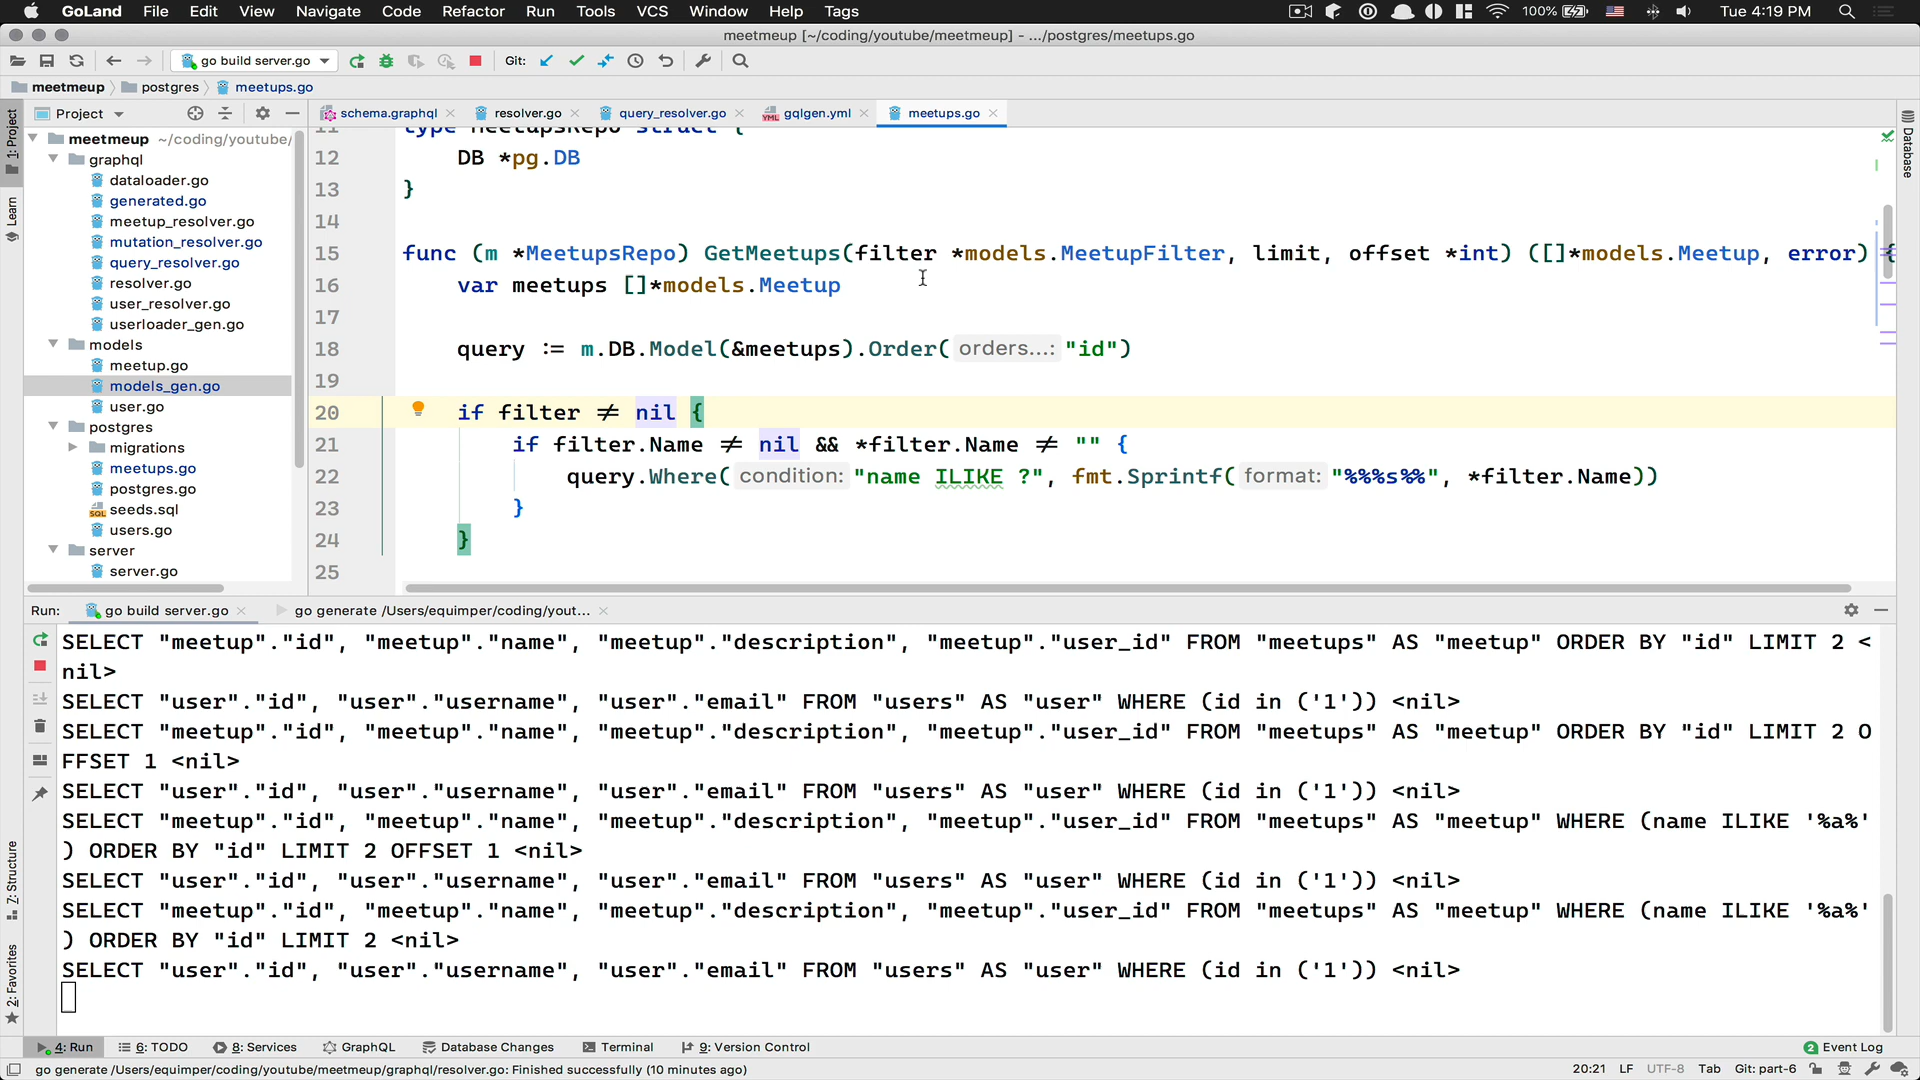 GoLand File Edit View Navigate Code Refactor Run Tools VCS Window Help Tags 100% Tue 4:19 PM
meetmeup [~/coding/youtube/meetmeup] - .../postgres/meetups.go
go build server.go Git:
meetmeup postgres meetups.go
Project
schema.graphql resolver.go query_resolver.go gqlgen.yml meetups.go
1: Project
Learn
7: Structure
2: Favorites
Database
meetmeup ~/coding/youtube/
graphql
dataloader.go
generated.go
meetup_resolver.go
mutation_resolver.go
query_resolver.go
resolver.go
user_resolver.go
userloader_gen.go
models
meetup.go
models_gen.go
user.go
postgres
migrations
meetups.go
postgres.go
seeds.sql
users.go
server
server.go
11 type MeetupsRepo struct {
12 DB *pg.DB
13 }
14
15 func (m *MeetupsRepo) GetMeetups(filter *models.MeetupFilter, limit, offset *int) ([]*models.Meetup, error) {
16 var meetups []*models.Meetup
17
18 query := m.DB.Model(&meetups).Order( orders...: "id")
19
20 if filter ≠ nil {
21 if filter.Name ≠ nil && *filter.Name ≠ "" {
22 query.Where( condition: "name ILIKE ?", fmt.Sprintf( format: "%%%s%%", *filter.Name))
23 }
24 }
25
Run: go build server.go go generate /Users/equimper/coding/yout...
SELECT "meetup"."id", "meetup"."name", "meetup"."description", "meetup"."user_id" FROM "meetups" AS "meetup" ORDER BY "id" LIMIT 2 <
nil>
SELECT "user"."id", "user"."username", "user"."email" FROM "users" AS "user" WHERE (id in ('1')) <nil>
SELECT "meetup"."id", "meetup"."name", "meetup"."description", "meetup"."user_id" FROM "meetups" AS "meetup" ORDER BY "id" LIMIT 2 O
FFSET 1 <nil>
SELECT "user"."id", "user"."username", "user"."email" FROM "users" AS "user" WHERE (id in ('1')) <nil>
SELECT "meetup"."id", "meetup"."name", "meetup"."description", "meetup"."user_id" FROM "meetups" AS "meetup" WHERE (name ILIKE '%a%'
) ORDER BY "id" LIMIT 2 OFFSET 1 <nil>
SELECT "user"."id", "user"."username", "user"."email" FROM "users" AS "user" WHERE (id in ('1')) <nil>
SELECT "meetup"."id", "meetup"."name", "meetup"."description", "meetup"."user_id" FROM "meetups" AS "meetup" WHERE (name ILIKE '%a%'
) ORDER BY "id" LIMIT 2 <nil>
SELECT "user"."id", "user"."username", "user"."email" FROM "users" AS "user" WHERE (id in ('1')) <nil>
4: Run 6: TODO 8: Services GraphQL Database Changes Terminal 9: Version Control 2 Event Log
go generate /Users/equimper/coding/youtube/meetmeup/graphql/resolver.go: Finished successfully (10 minutes ago) 20:21 LF UTF-8 Tab Git: part-6